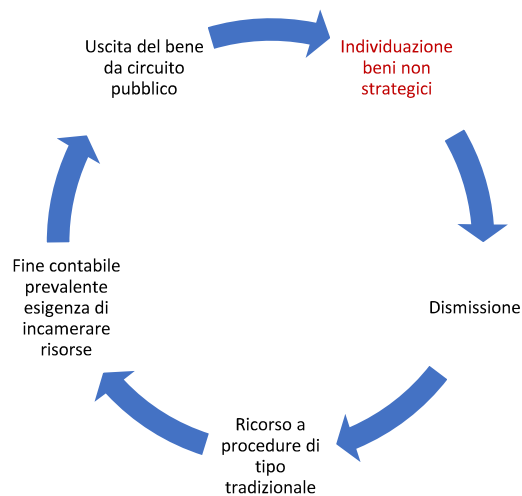 Uscita del bene
da circuito
pubblico
Individuazione
beni non
strategici
Dismissione
Ricorso a
procedure di
tipo
tradizionale
Fine contabile
prevalente
esigenza di
incamerare
risorse